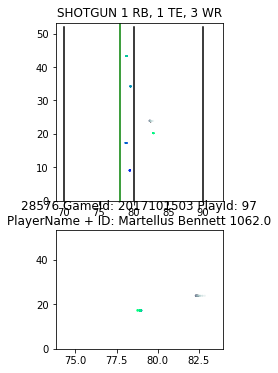 SHOTGUN 1 RB, 1 TE, 3 WR
50
40
30
20
10
0
70 75 80 85 90
28576 GameId: 2017101503 PlayId: 97
PlayerName + ID: Martellus Bennett 1062.0
40
20
0
75.0 77.5 80.0 82.5